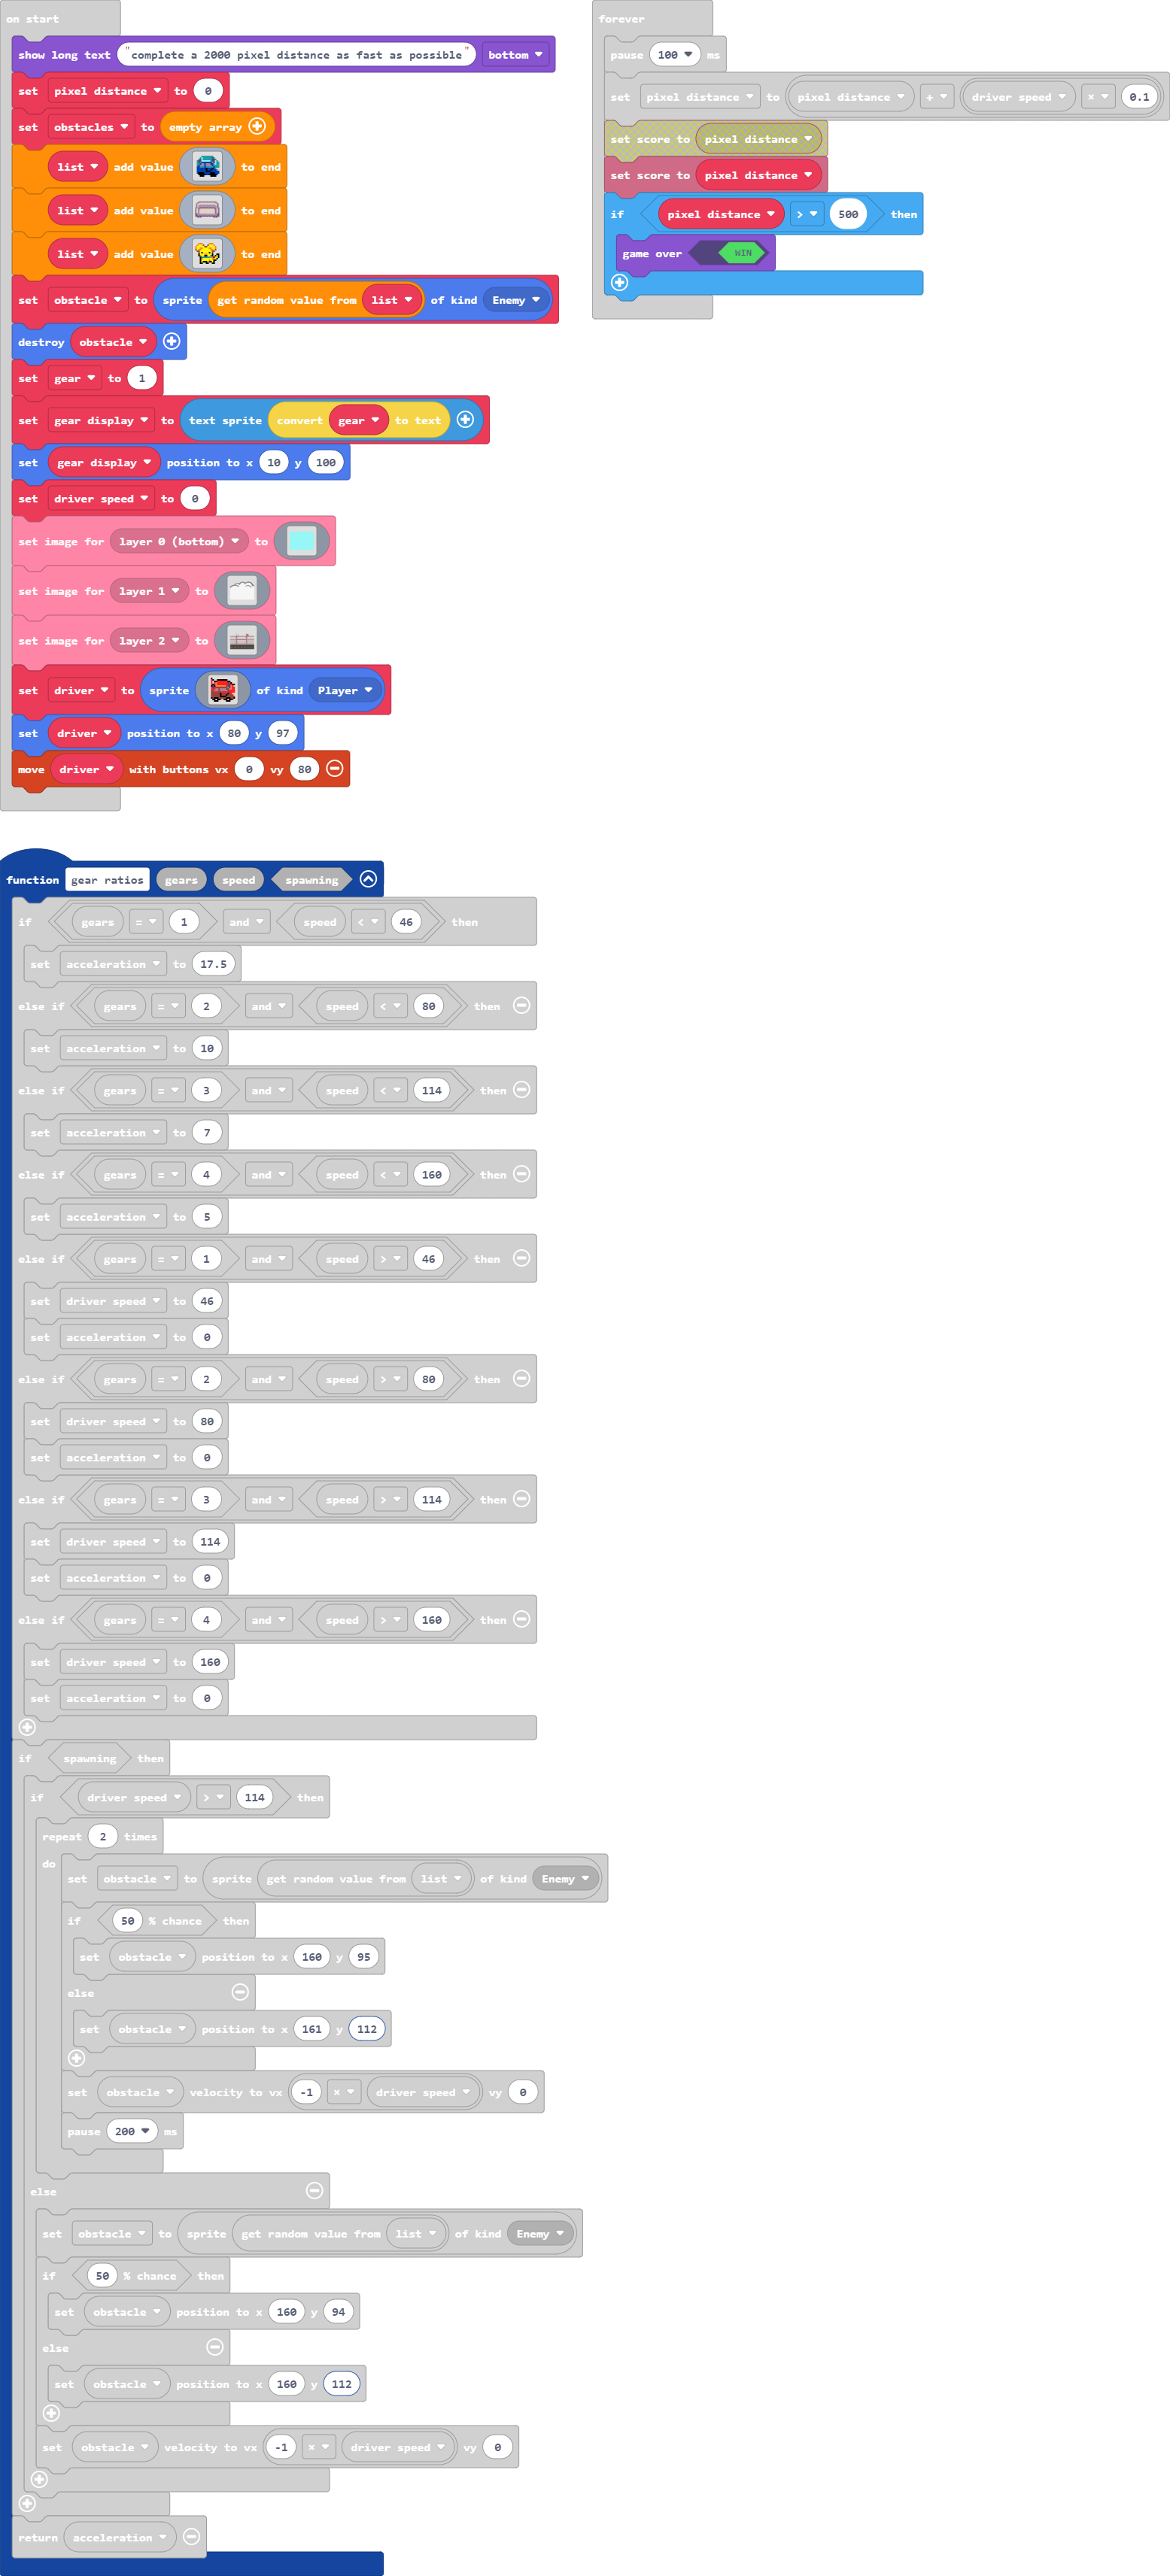 on start
show long text "complete a 2000 pixel distance as fast as possible" bottom
set pixel distance to 0
set obstacles to empty array
list add value to end
list add value to end
list add value to end
set obstacle to sprite get random value from list of kind Enemy
destroy obstacle
set gear to 1
set gear display to text sprite convert gear to text
set gear display position to x 10 y 100
set driver speed to 0
set image for layer 0 (bottom) to
set image for layer 1 to
set image for layer 2 to
set driver to sprite of kind Player
set driver position to x 80 y 97
move driver with buttons vx 0 vy 80
forever
pause 100 ms
set pixel distance to pixel distance + driver speed × 0.1
set score to pixel distance
set score to pixel distance
if pixel distance > 500 then
game over WIN
function gear ratios gears speed spawning
if gears = 1 and speed < 46 then
set acceleration to 17.5
else if gears = 2 and speed < 80 then
set acceleration to 10
else if gears = 3 and speed < 114 then
set acceleration to 7
else if gears = 4 and speed < 160 then
set acceleration to 5
else if gears = 1 and speed > 46 then
set driver speed to 46
set acceleration to 0
else if gears = 2 and speed > 80 then
set driver speed to 80
set acceleration to 0
else if gears = 3 and speed > 114 then
set driver speed to 114
set acceleration to 0
else if gears = 4 and speed > 160 then
set driver speed to 160
set acceleration to 0
if spawning then
if driver speed > 114 then
repeat 2 times
do
set obstacle to sprite get random value from list of kind Enemy
if 50 % chance then
set obstacle position to x 160 y 95
else
set obstacle position to x 161 y 112
set obstacle velocity to vx -1 × driver speed vy 0
pause 200 ms
else
set obstacle to sprite get random value from list of kind Enemy
if 50 % chance then
set obstacle position to x 160 y 94
else
set obstacle position to x 160 y 112
set obstacle velocity to vx -1 × driver speed vy 0
return acceleration